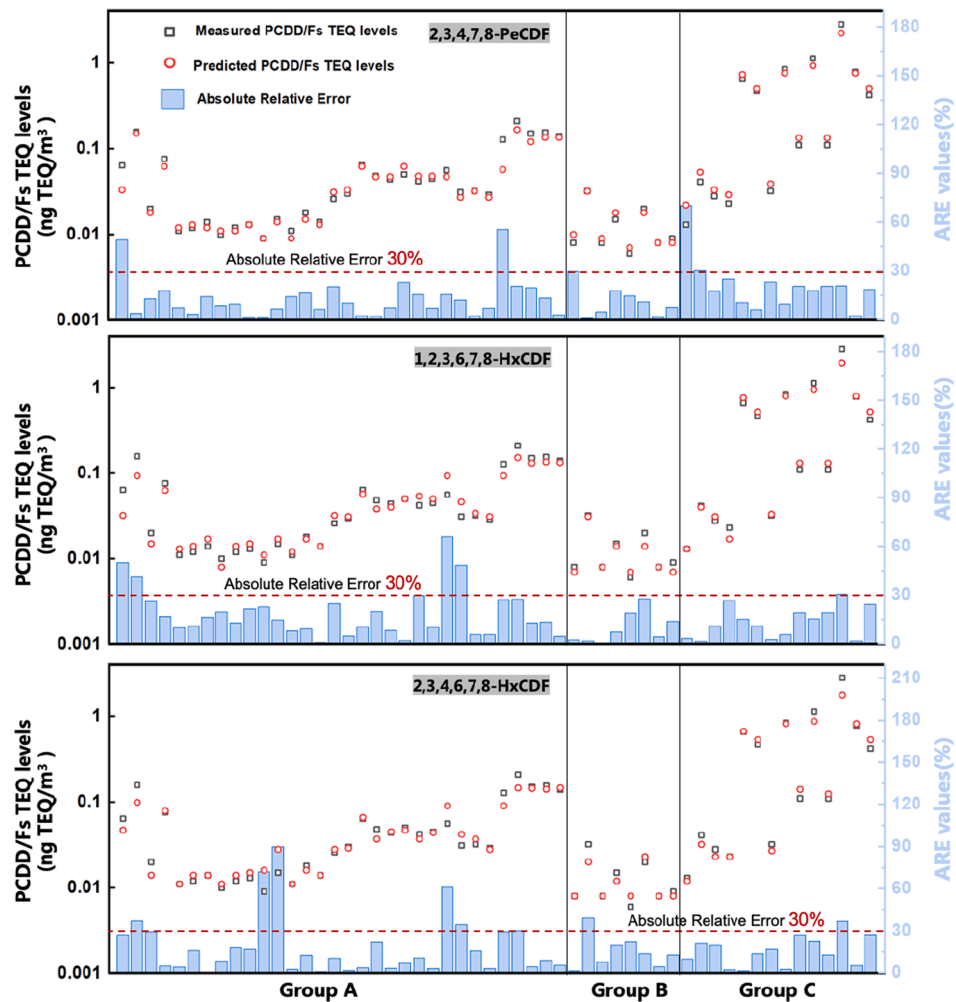 2,3,4,7,8-PeCDF
Measured PCDD/Fs TEQ levels
Predicted PCDD/Fs TEQ levels
Absolute Relative Error
PCDD/Fs TEQ levels
(ng TEQ/m³ )
1
0.1
0.01
0.001
Absolute Relative Error 30%
180
150
120
90
60
30
0
ARE values(%)
1,2,3,6,7,8-HxCDF
PCDD/Fs TEQ levels
(ng TEQ/m³ )
1
0.1
0.01
0.001
Absolute Relative Error 30%
180
150
120
90
60
30
0
ARE values(%)
2,3,4,6,7,8-HxCDF
PCDD/Fs TEQ levels
(ng TEQ/m³ )
1
0.1
0.01
0.001
Absolute Relative Error 30%
210
180
150
120
90
60
30
0
ARE values(%)
Group A
Group B
Group C